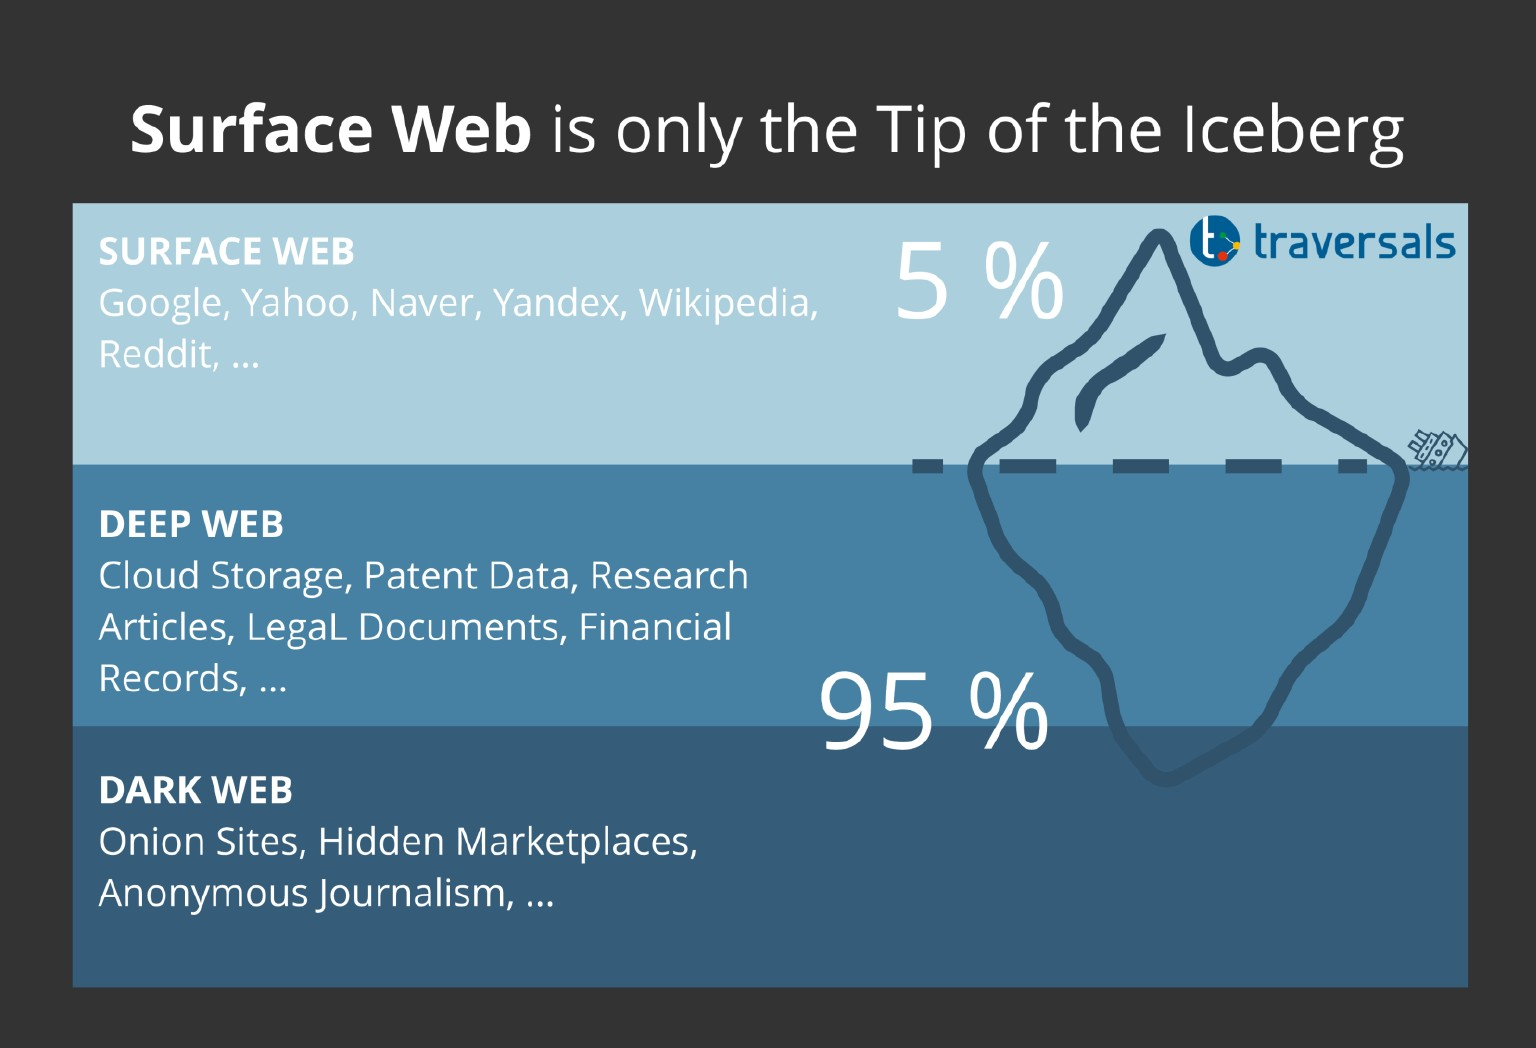 Surface Web is only the Tip of the Iceberg
traversals
SURFACE WEB
Google, Yahoo, Naver, Yandex, Wikipedia,
Reddit, ...
5 %
DEEP WEB
Cloud Storage, Patent Data, Research
Articles, LegaL Documents, Financial
Records, ...
95 %
DARK WEB
Onion Sites, Hidden Marketplaces,
Anonymous Journalism, ...